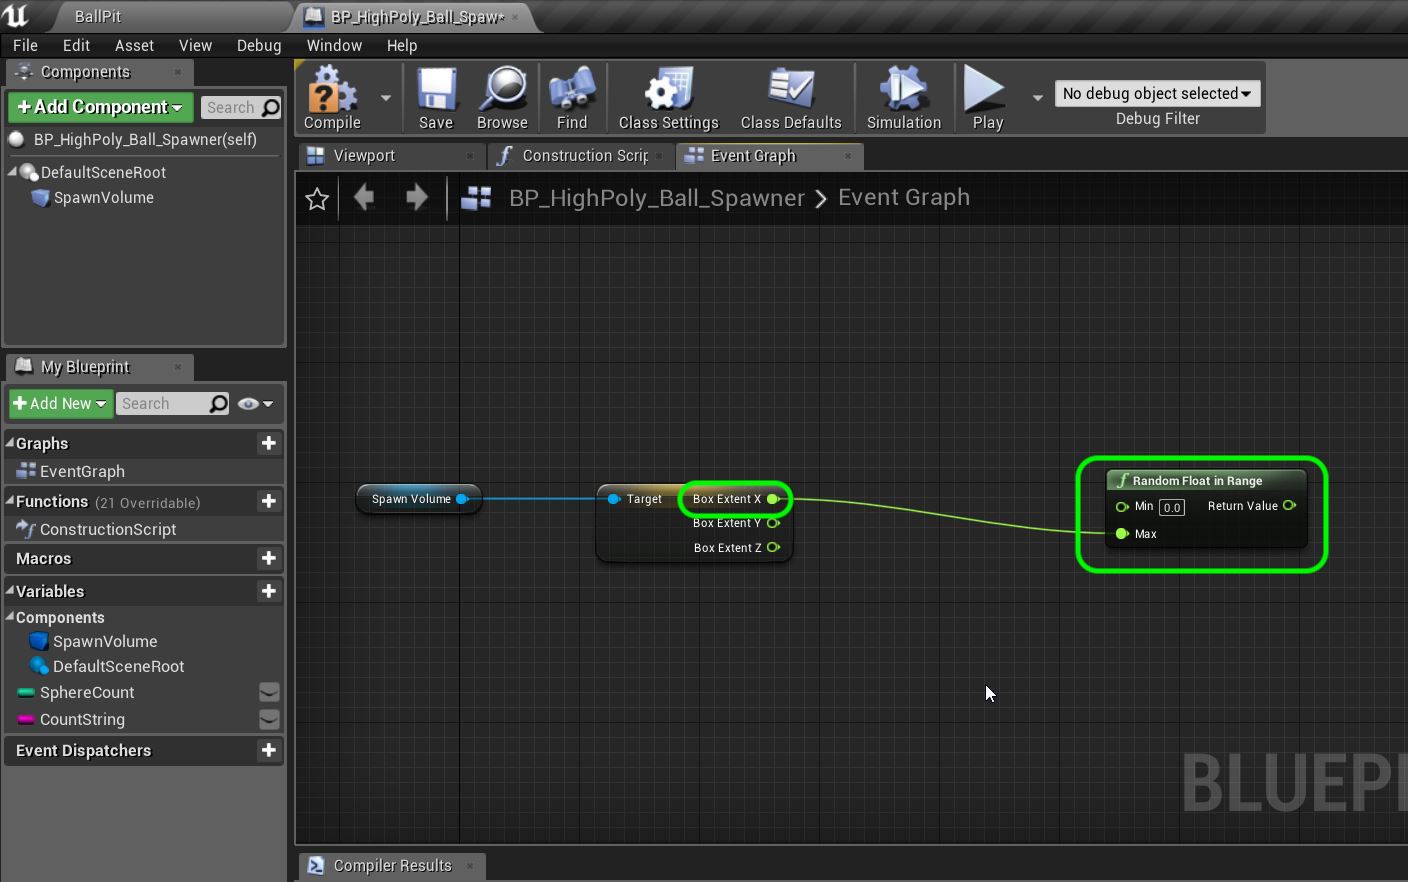 BallPit
BP_HighPoly_Ball_Spaw*
File Edit Asset View Debug Window Help
Components
+Add Component
Search
BP_HighPoly_Ball_Spawner(self)
DefaultSceneRoot
SpawnVolume
Compile
Save
Browse
Find
Class Settings
Class Defaults
Simulation
Play
No debug object selected
Debug Filter
Viewport
Construction Scrip
Event Graph
BP_HighPoly_Ball_Spawner > Event Graph
My Blueprint
+Add New
Search
Graphs
EventGraph
Functions (21 Overridable)
ConstructionScript
Macros
Variables
Components
SpawnVolume
DefaultSceneRoot
SphereCount
CountString
Event Dispatchers
Spawn Volume
Target
Box Extent X
Box Extent Y
Box Extent Z
f Random Float in Range
Min 0.0 Return Value
Max
BLUEP
Compiler Results